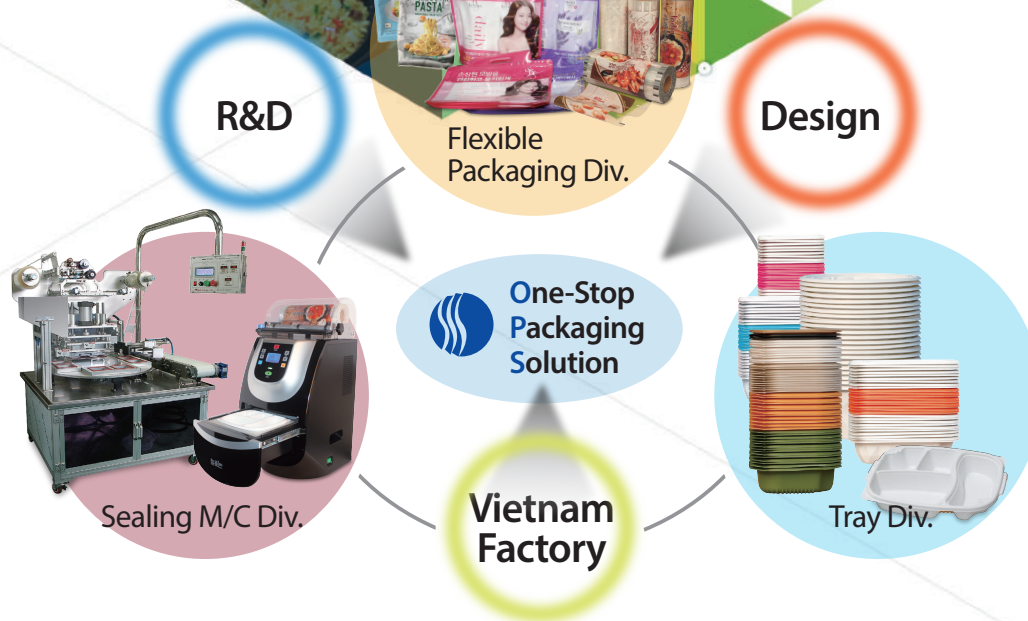 PASTA
R&D
Design
Flexible
Packaging Div.
One-Stop
Packaging
Solution
Sealing M/C Div.
Tray Div.
Vietnam
Factory